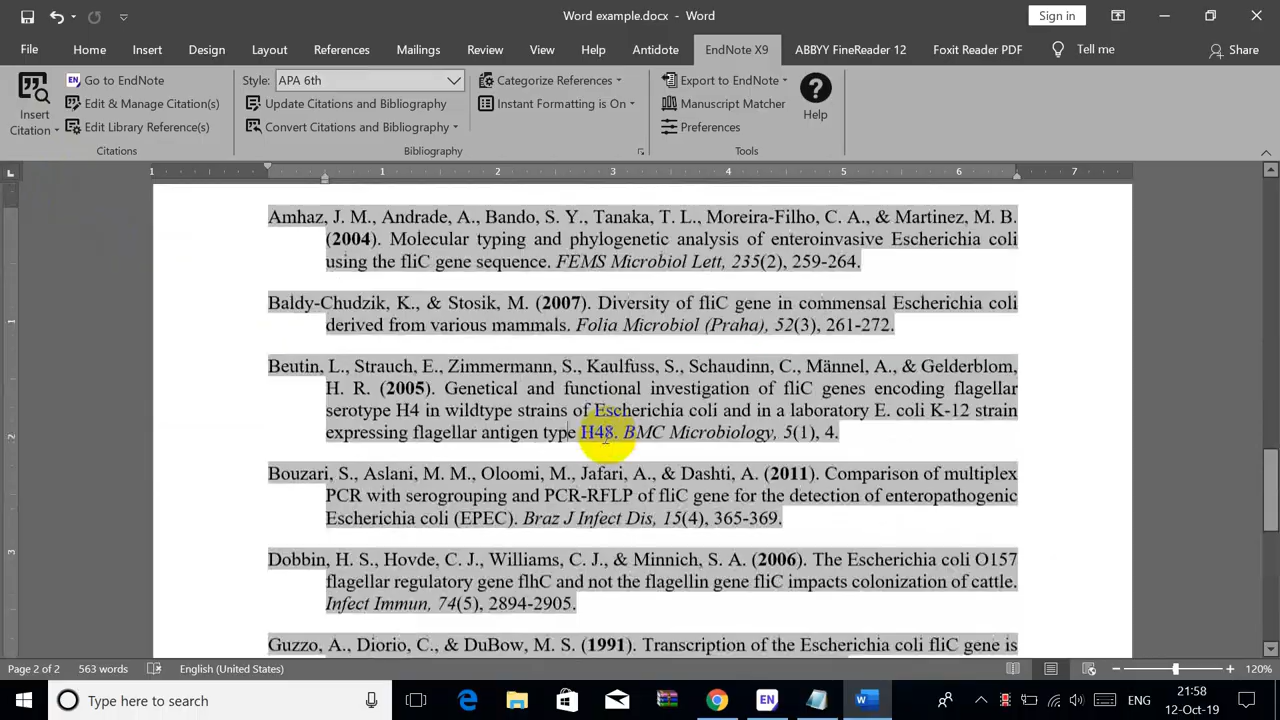 Word example.docx - Word
Sign in
File Home Insert Design Layout References Mailings Review View Help Antidote EndNote X9 ABBYY FineReader 12 Foxit Reader PDF Tell me Share
Insert Citation
Go to EndNote
Edit & Manage Citation(s)
Edit Library Reference(s)
Citations
Style: APA 6th
Update Citations and Bibliography
Convert Citations and Bibliography
Categorize References
Instant Formatting is On
Bibliography
Export to EndNote
Manuscript Matcher
Preferences
Help
Tools
1 1 2 3 4 5 6 7
Amhaz, J. M., Andrade, A., Bando, S. Y., Tanaka, T. L., Moreira-Filho, C. A., & Martinez, M. B.
(2004). Molecular typing and phylogenetic analysis of enteroinvasive Escherichia coli
using the fliC gene sequence. FEMS Microbiol Lett, 235(2), 259-264.
Baldy-Chudzik, K., & Stosik, M. (2007). Diversity of fliC gene in commensal Escherichia coli
derived from various mammals. Folia Microbiol (Praha), 52(3), 261-272.
Beutin, L., Strauch, E., Zimmermann, S., Kaulfuss, S., Schaudinn, C., Männel, A., & Gelderblom,
H. R. (2005). Genetical and functional investigation of fliC genes encoding flagellar
serotype H4 in wildtype strains of Escherichia coli and in a laboratory E. coli K-12 strain
expressing flagellar antigen type H48. BMC Microbiology, 5(1), 4.
Bouzari, S., Aslani, M. M., Oloomi, M., Jafari, A., & Dashti, A. (2011). Comparison of multiplex
PCR with serogrouping and PCR-RFLP of fliC gene for the detection of enteropathogenic
Escherichia coli (EPEC). Braz J Infect Dis, 15(4), 365-369.
Dobbin, H. S., Hovde, C. J., Williams, C. J., & Minnich, S. A. (2006). The Escherichia coli O157
flagellar regulatory gene flhC and not the flagellin gene fliC impacts colonization of cattle.
Infect Immun, 74(5), 2894-2905.
Guzzo, A., Diorio, C., & DuBow, M. S. (1991). Transcription of the Escherichia coli fliC gene is
1
2
3
Page 2 of 2 563 words English (United States) 120%
Type here to search
ENG
21:58
12-Oct-19